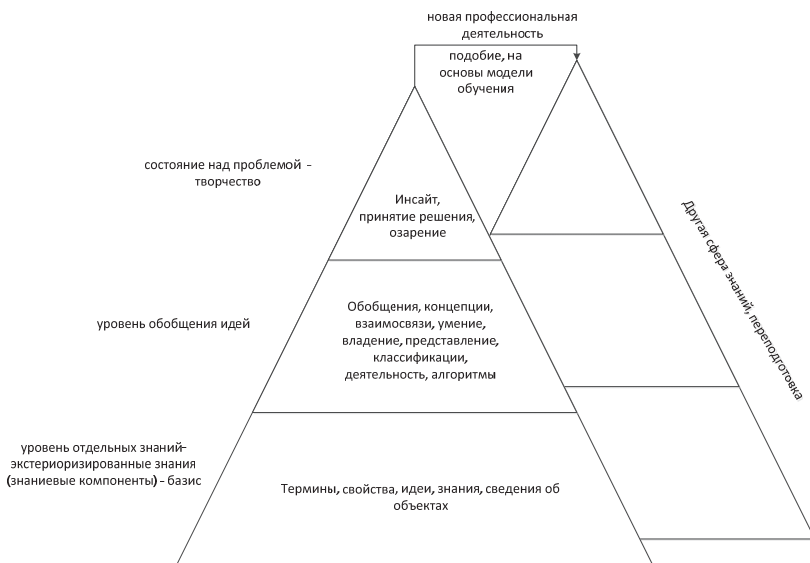 новая профессиональная
деятельность
подобие, на
основы модели
обучения
состояние над проблемой -
творчество
Инсайт,
принятие решения,
озарение
Другая сфера знаний, переподготовка
уровень обобщения идей
Обобщения, концепции,
взаимосвязи, умение,
владение, представление,
классификации,
деятельность, алгоритмы
уровень отдельных знаний-
экстериоризированные знания
(знаниевые компоненты) - базис
Термины, свойства, идеи, знания, сведения об
объектах